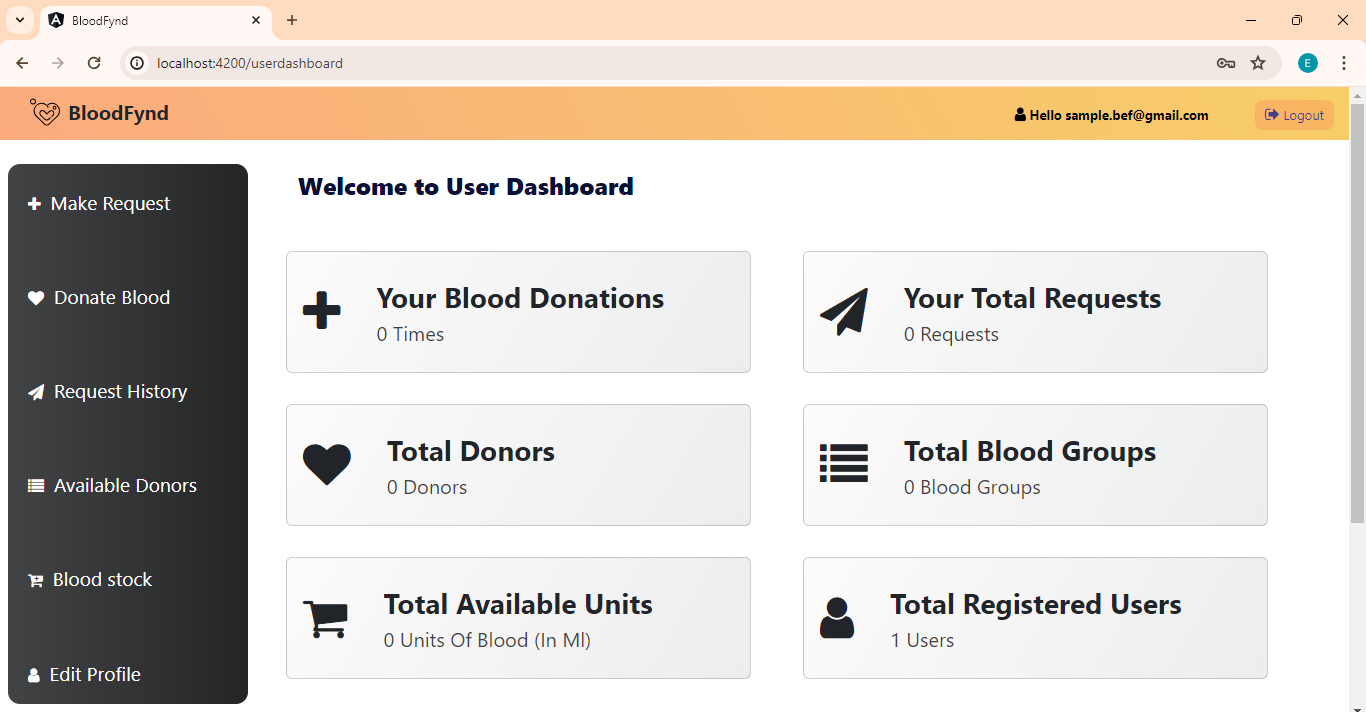 BloodFynd
localhost:4200/userdashboard
E
BloodFynd
Hello sample.bef@gmail.com
Logout
Make Request
Donate Blood
Request History
Available Donors
Blood stock
Edit Profile
Welcome to User Dashboard
Your Blood Donations
0 Times
Your Total Requests
0 Requests
Total Donors
0 Donors
Total Blood Groups
0 Blood Groups
Total Available Units
0 Units Of Blood (In Ml)
Total Registered Users
1 Users